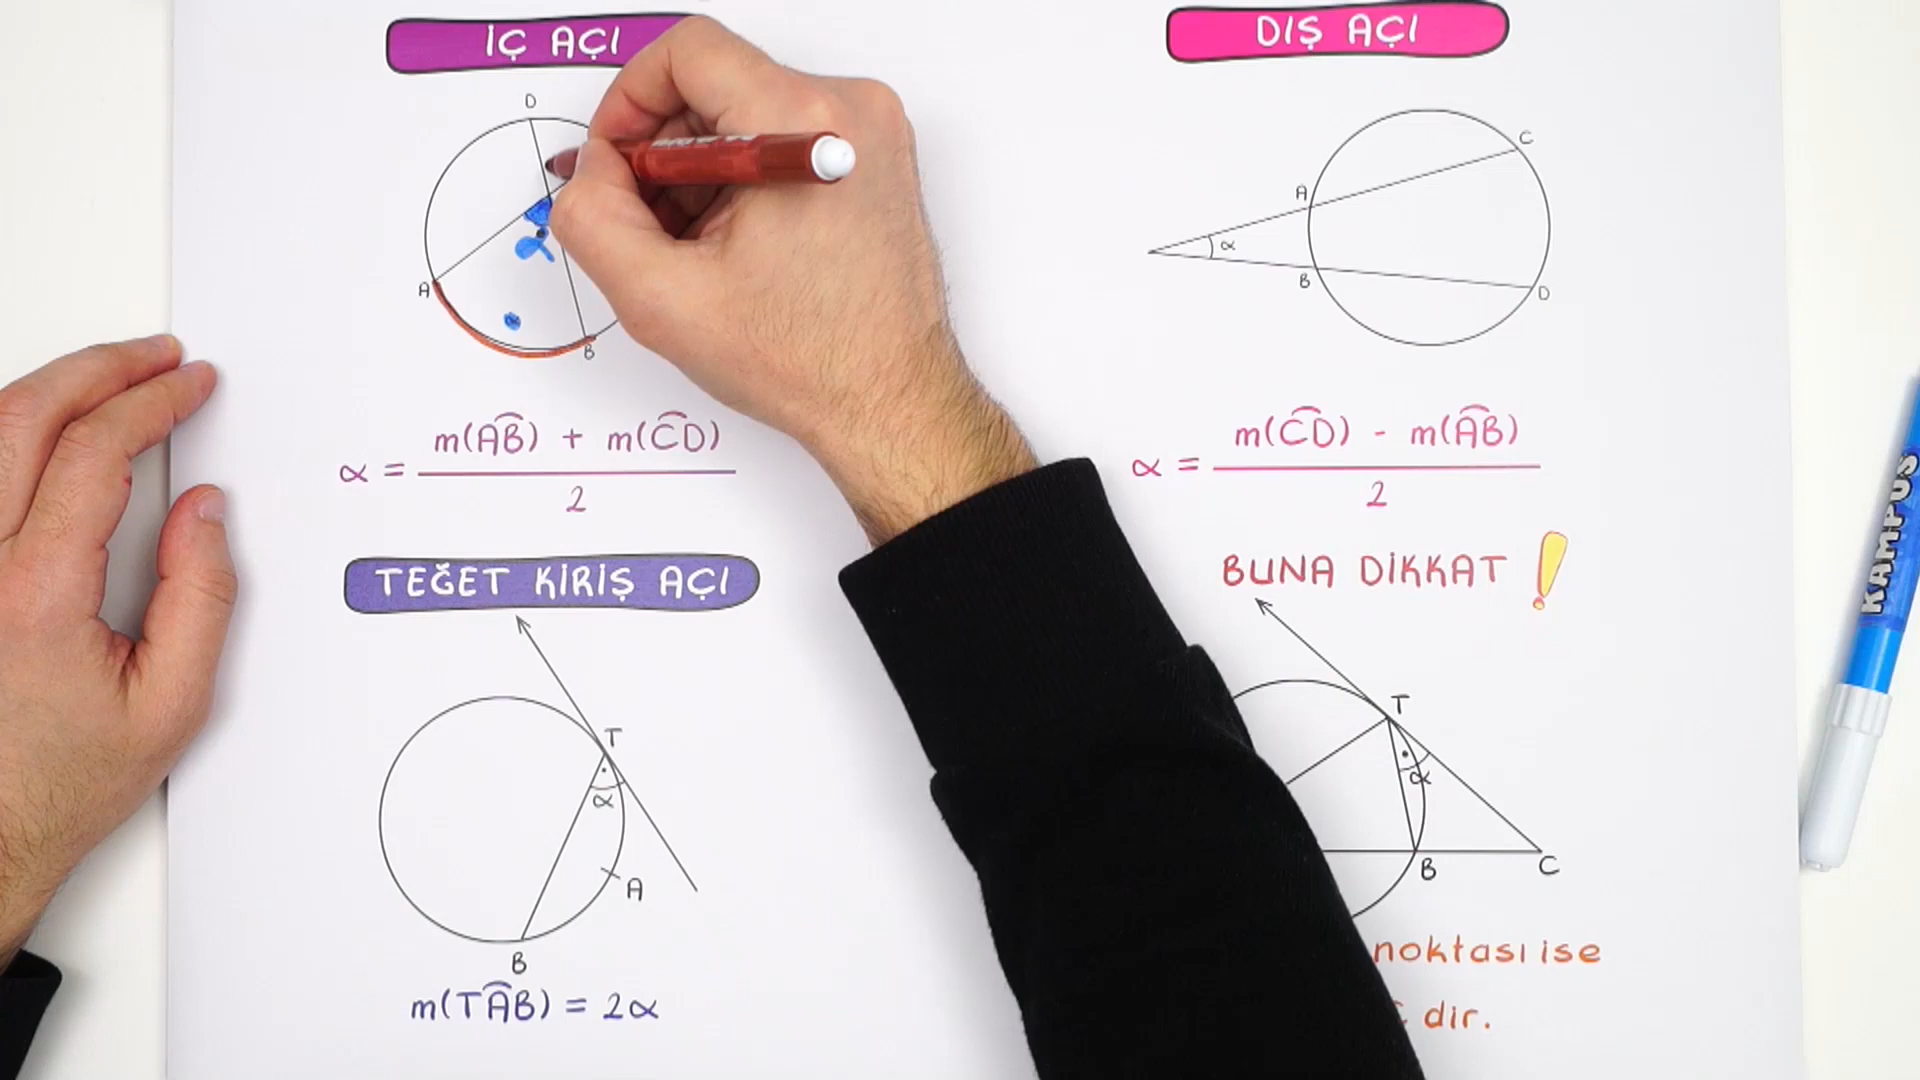 İÇ AÇI
D
A
B
α = m(AB) + m(CD)
2
DIŞ AÇI
C
A
α
B
D
α = m(CD) - m(AB)
2
TEĞET KİRİŞ AÇI
T
α
A
B
m(TAB) = 2α
BUNA DİKKAT !
T
α
B
C
noktası ise
dir.
KAMPUS